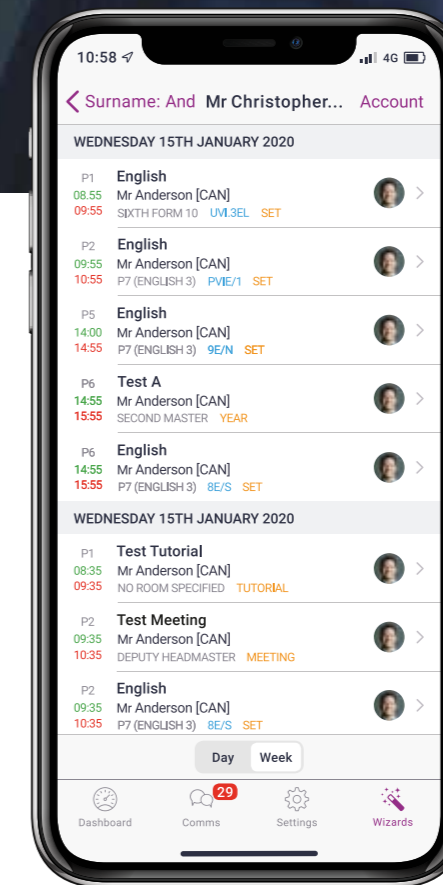 10:58 4G
Surname: And Mr Christopher... Account
WEDNESDAY 15TH JANUARY 2020
P1 English
08.55 Mr Anderson [CAN]
09:55 SIXTH FORM 10 UVI.3EL SET
P2 English
09:55 Mr Anderson [CAN]
10:55 P7 (ENGLISH 3) PVIE/1 SET
P5 English
14:00 Mr Anderson [CAN]
14:55 P7 (ENGLISH 3) 9E/N SET
P6 Test A
14:55 Mr Anderson [CAN]
15:55 SECOND MASTER YEAR
P6 English
14:55 Mr Anderson [CAN]
15:55 P7 (ENGLISH 3) 8E/S SET
WEDNESDAY 15TH JANUARY 2020
P1 Test Tutorial
08:35 Mr Anderson [CAN]
09:35 NO ROOM SPECIFIED TUTORIAL
P2 Test Meeting
09:35 Mr Anderson [CAN]
10:35 DEPUTY HEADMASTER MEETING
P2 English
09:35 Mr Anderson [CAN]
10:35 P7 (ENGLISH 3) 8E/S SET
Day Week
29
Dashboard Comms Settings Wizards